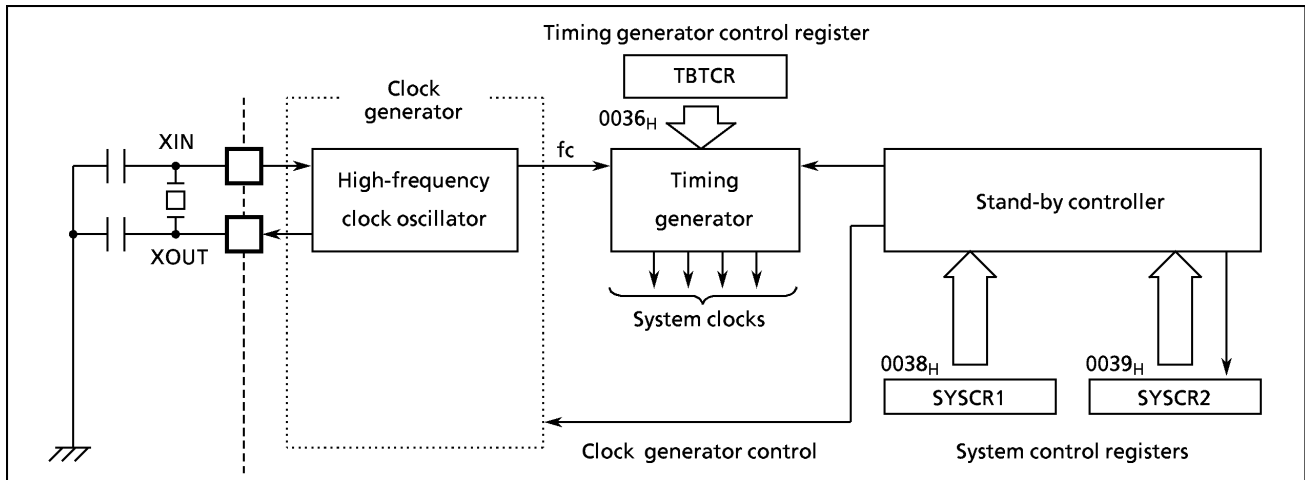 Timing generator control register
TBTCR
Clock
generator
0036H
XIN
fc
High-frequency
clock oscillator
Timing
generator
Stand-by controller
XOUT
System clocks
0038H
0039H
SYSCR1
SYSCR2
Clock generator control
System control registers